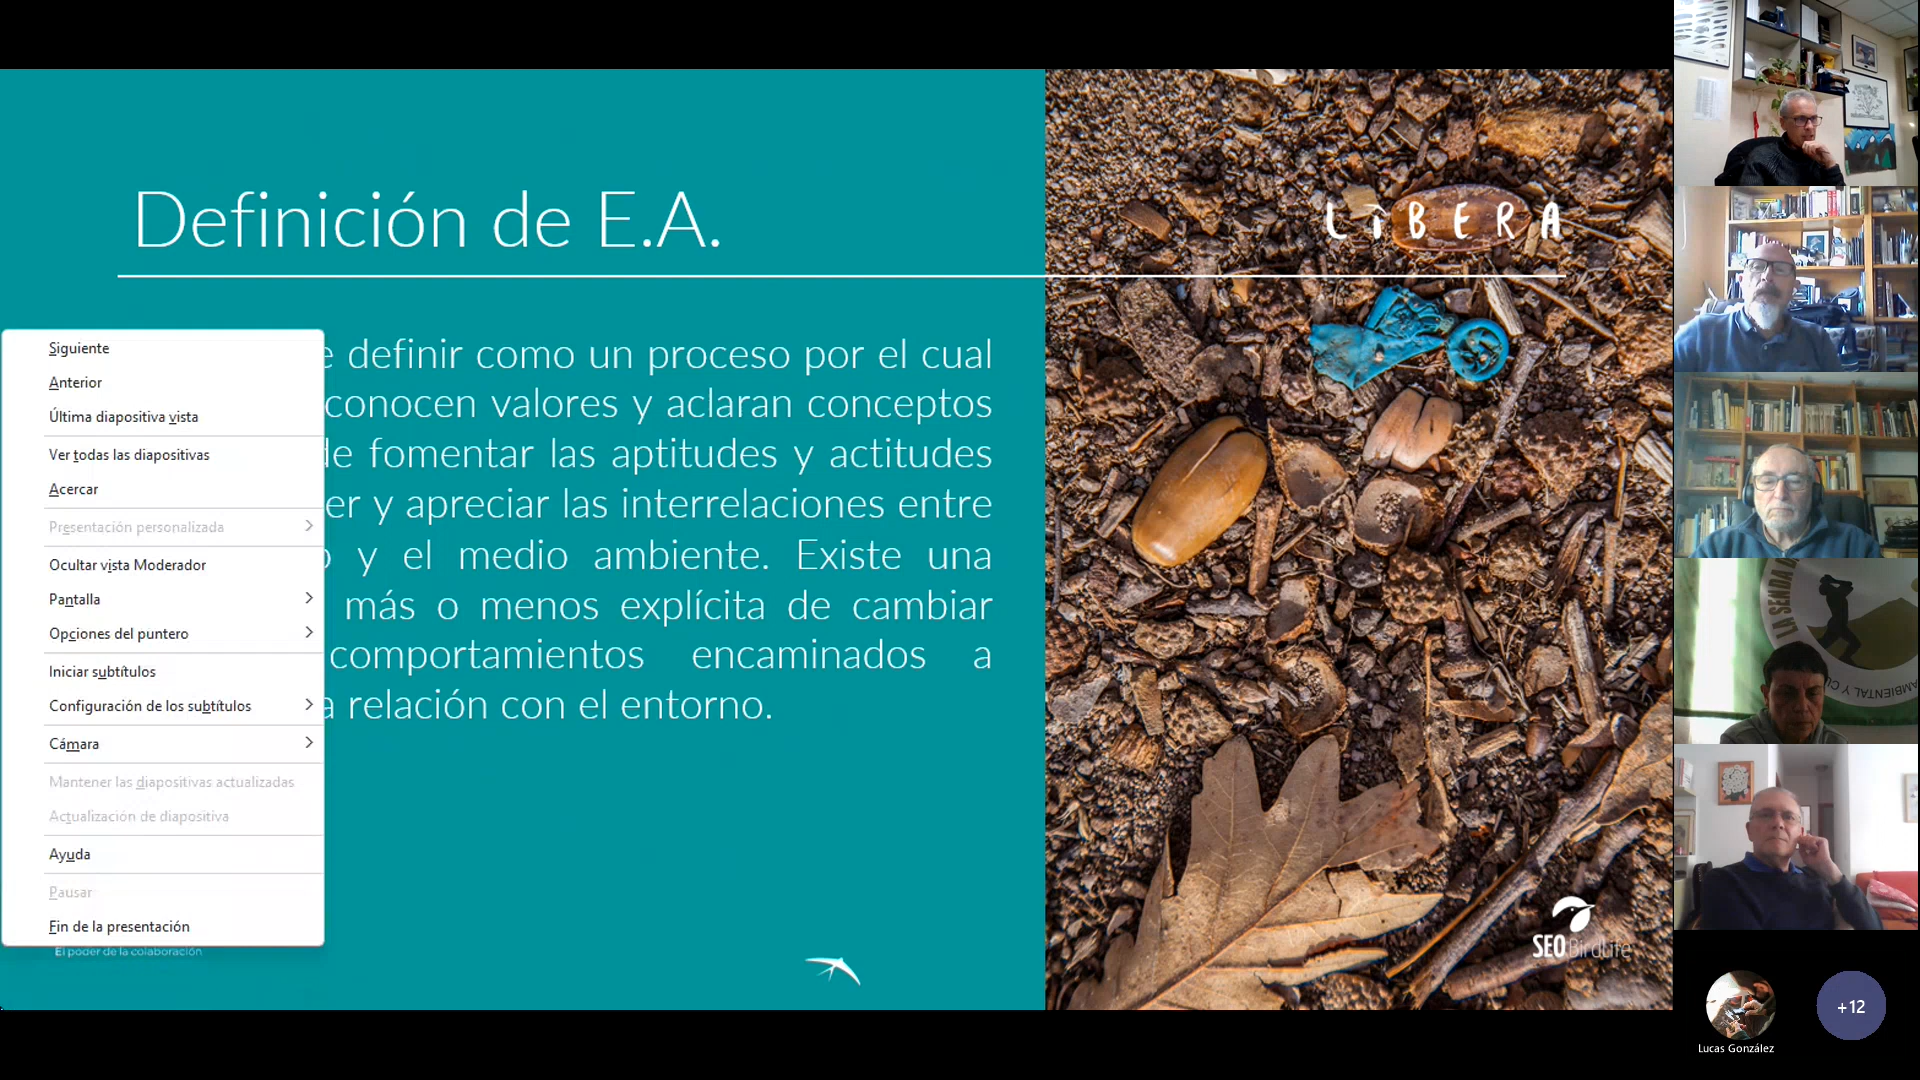 Definición de E.A.
LIBERA
definir como un proceso por el cual
conocen valores y aclaran conceptos
fomentar las aptitudes y actitudes
er y apreciar las interrelaciones entre
y el medio ambiente. Existe una
más o menos explícita de cambiar
comportamientos encaminados a
a relación con el entorno.
Siguiente
Anterior
Última diapositiva vista
Ver todas las diapositivas
Acercar
Presentación personalizada
Ocultar vista Moderador
Pantalla
Opciones del puntero
Iniciar subtítulos
Configuración de los subtítulos
Cámara
Mantener las diapositivas actualizadas
Actualización de diapositiva
Ayuda
Pausar
Fin de la presentación
El poder de la colaboración
SEO BirdLife
LA SENDA
AMBIENTAL Y CU
Lucas González
+12